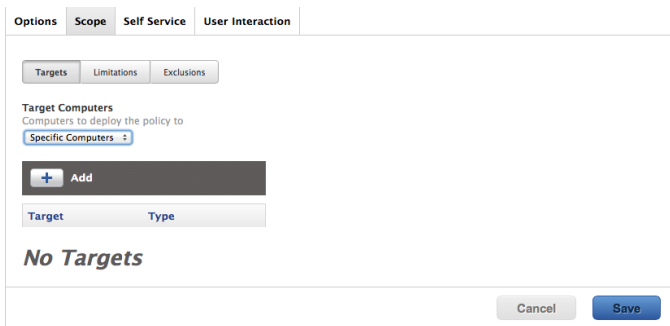 Options Scope Self Service User Interaction
Targets Limitations Exclusions
Target Computers
Computers to deploy the policy to
Specific Computers
+ Add
Target Type
No Targets
Cancel Save